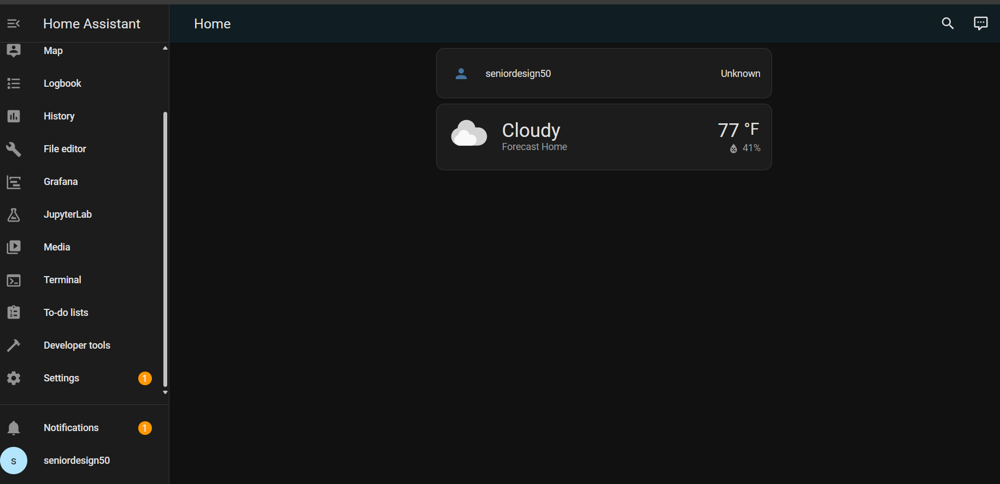 Home Assistant
Map
Logbook
History
File editor
Grafana
JupyterLab
Media
Terminal
To-do lists
Developer tools
Settings 1
Notifications 1
s seniordesign50
Home
seniordesign50 Unknown
Cloudy 77 °F
Forecast Home 41%